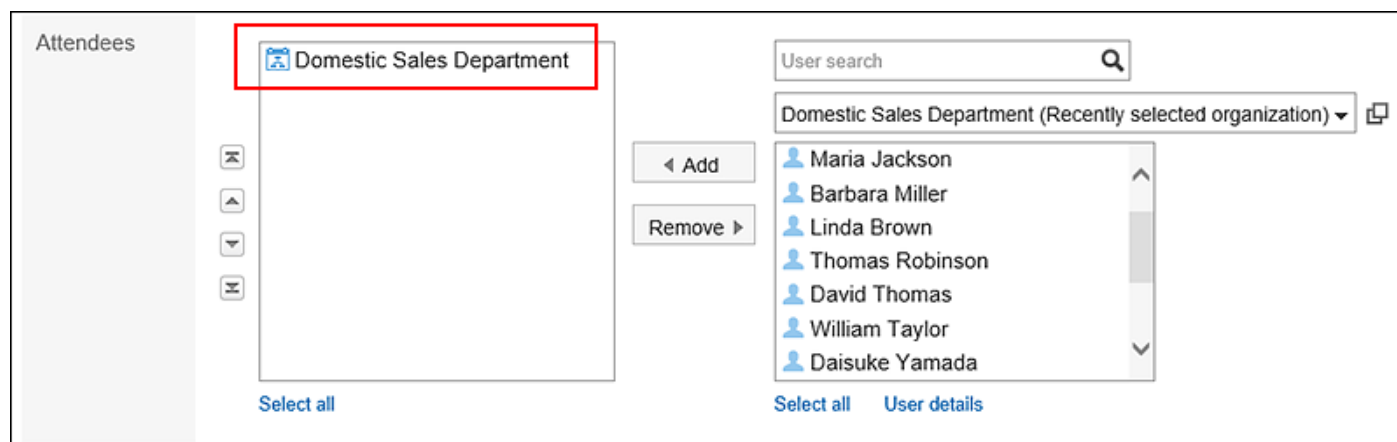 Attendees
Domestic Sales Department
User search
Domestic Sales Department (Recently selected organization)
Add
Remove
Maria Jackson
Barbara Miller
Linda Brown
Thomas Robinson
David Thomas
William Taylor
Daisuke Yamada
Select all
Select all User details